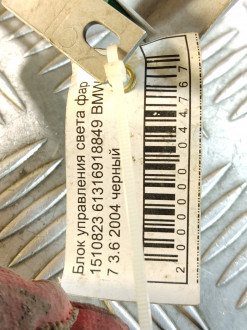 Блок управления света фар
1510823 61316918849 BMW
7 3.6 2004 черный
2000000044767